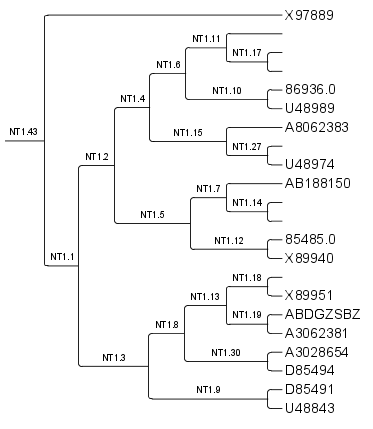 X97889
NT1.11
NT1.17
NT1.6
86936.0
NT1.10
U48989
NT1.4
A8062383
NT1.43
NT1.15
NT1.27
NT1.2
U48974
AB188150
NT1.7
NT1.14
NT1.5
85485.0
NT1.12
X89940
NT1.1
NT1.18
X89951
NT1.13
ABDGZSBZ
NT1.19
NT1.8
A3062381
A3028654
NT1.30
NT1.3
D85494
D85491
NT1.9
U48843